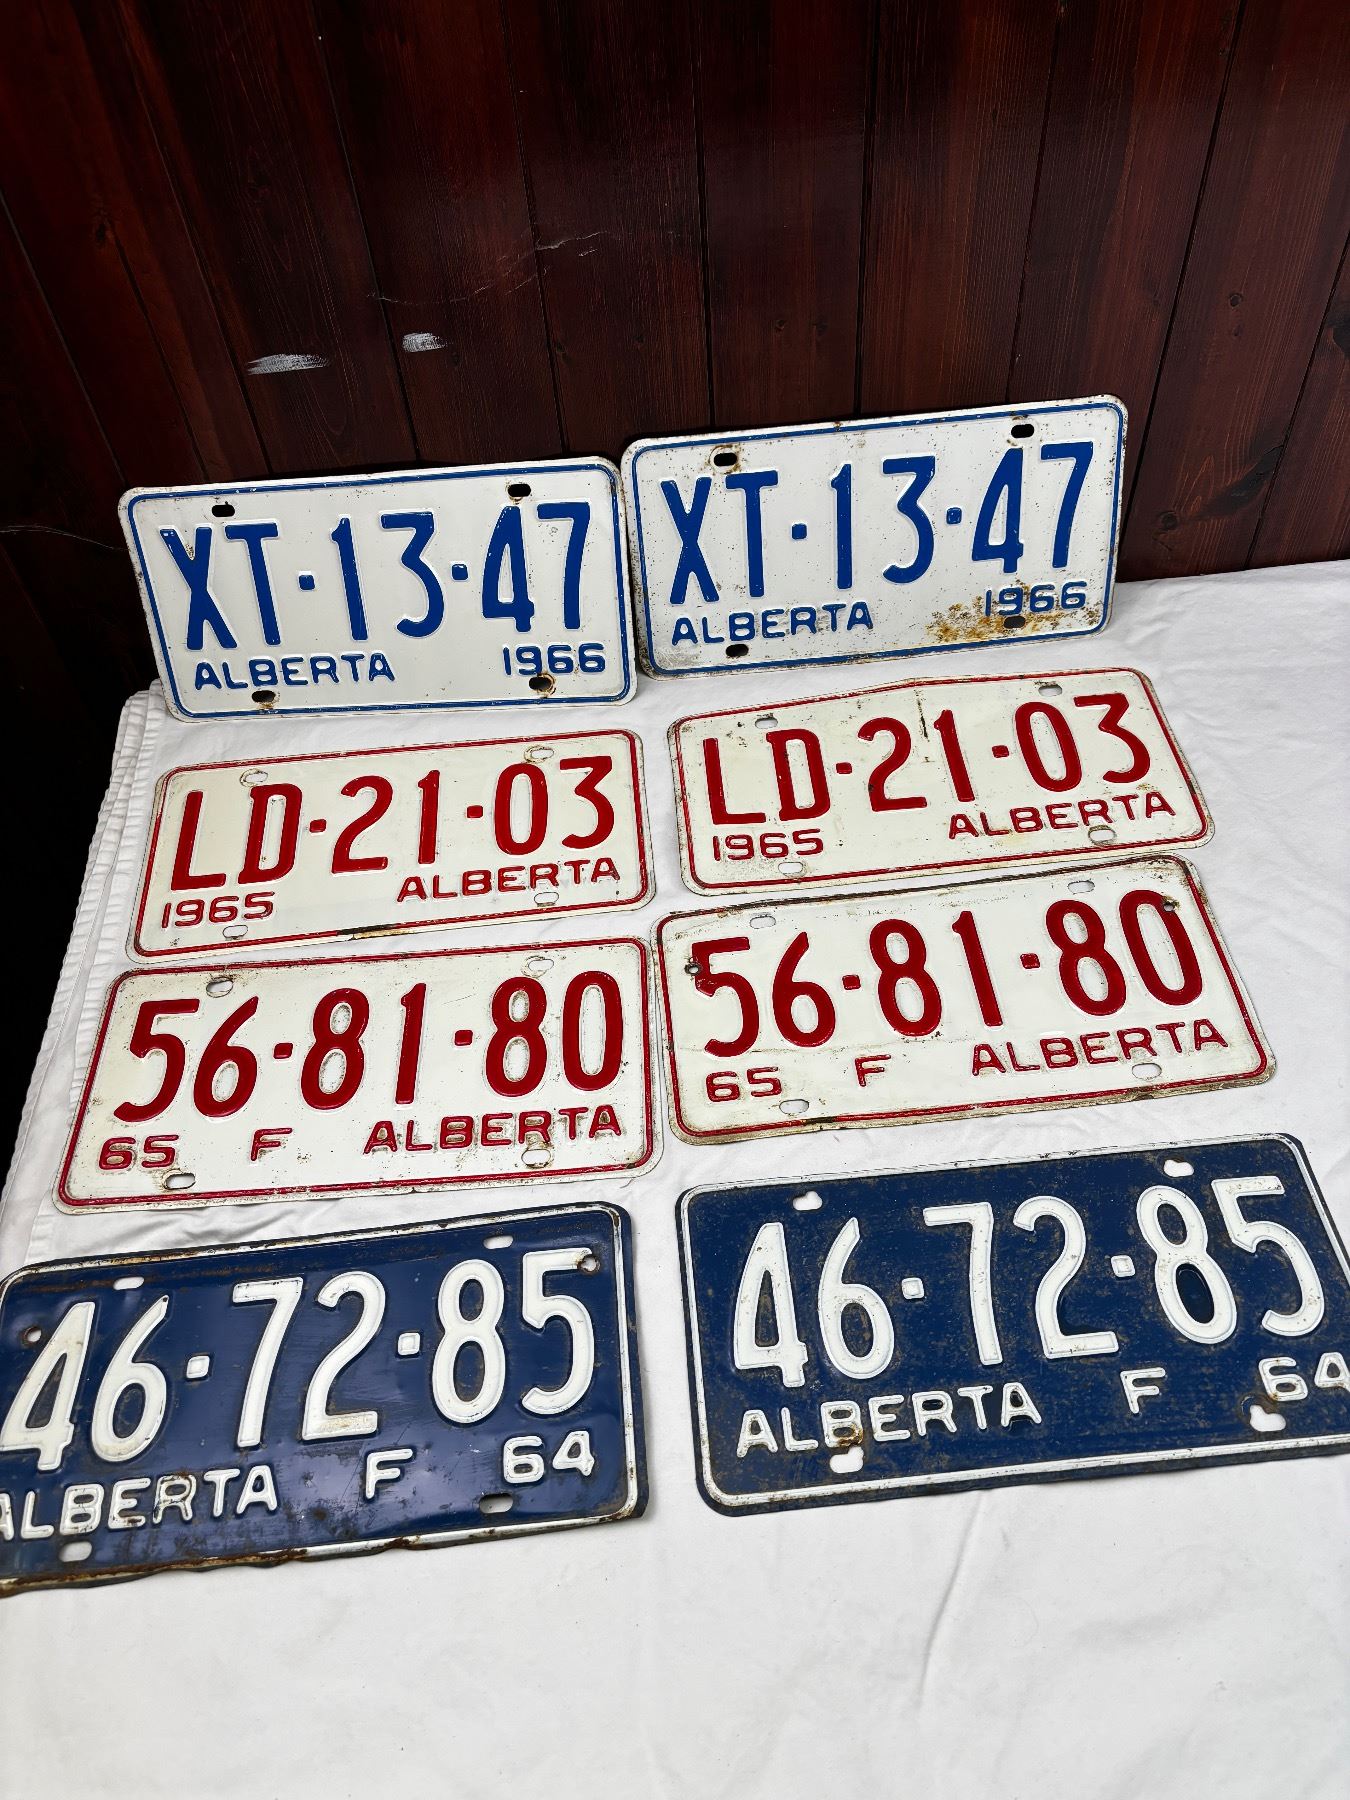 XT·13·47
ALBERTA 1966
XT·13·47
ALBERTA 1966
LD·21·03
1965 ALBERTA
LD·21·03
1965 ALBERTA
56·81·80
65 F ALBERTA
56·81·80
65 F ALBERTA
46·72·85
ALBERTA F 64
46·72·85
ALBERTA F 64